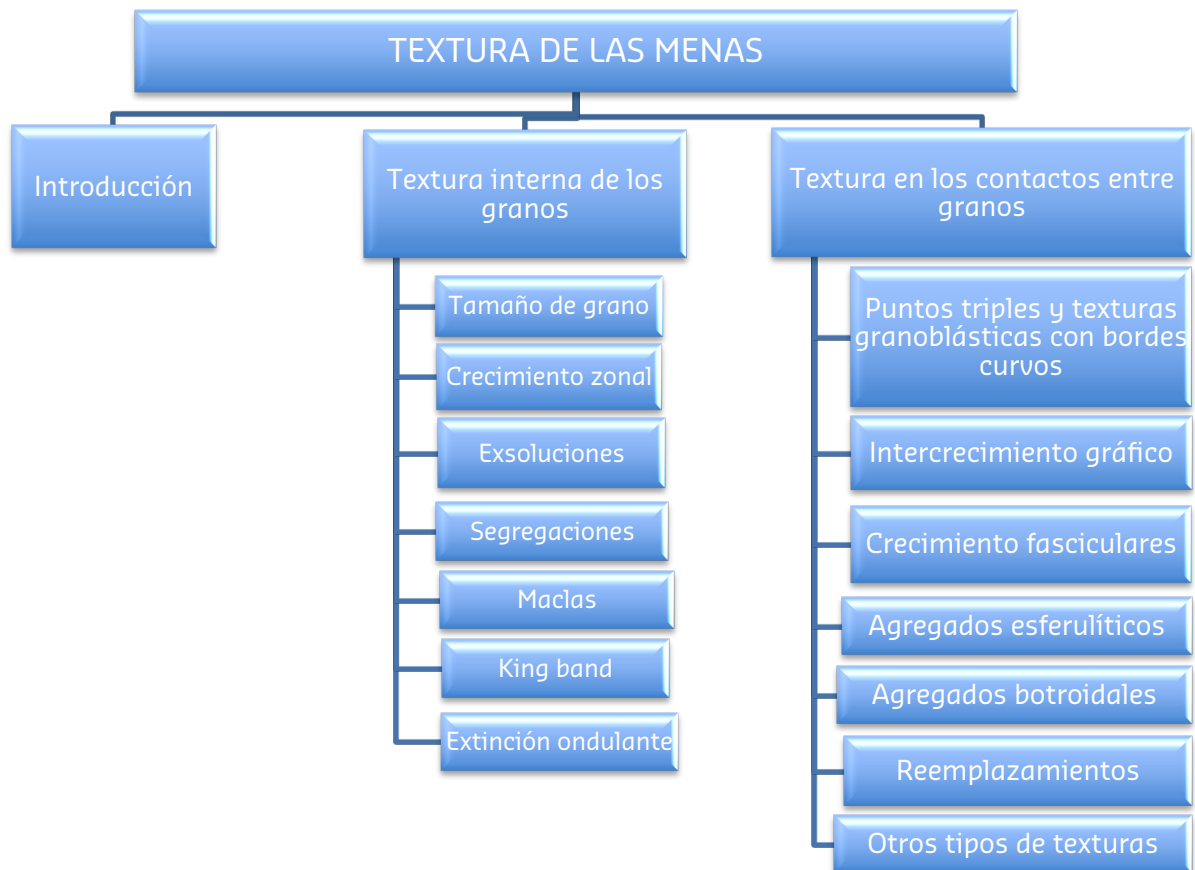 TEXTURA DE LAS MENAS
Introducción
Textura interna de los
granos
Tamaño de grano
Crecimiento zonal
Exsoluciones
Segregaciones
Maclas
King band
Extinción ondulante
Textura en los contactos entre
granos
Puntos triples y texturas
granoblásticas con bordes
curvos
Intercrecimiento gráfico
Crecimiento fasciculares
Agregados esferulíticos
Agregados botroidales
Reemplazamientos
Otros tipos de texturas